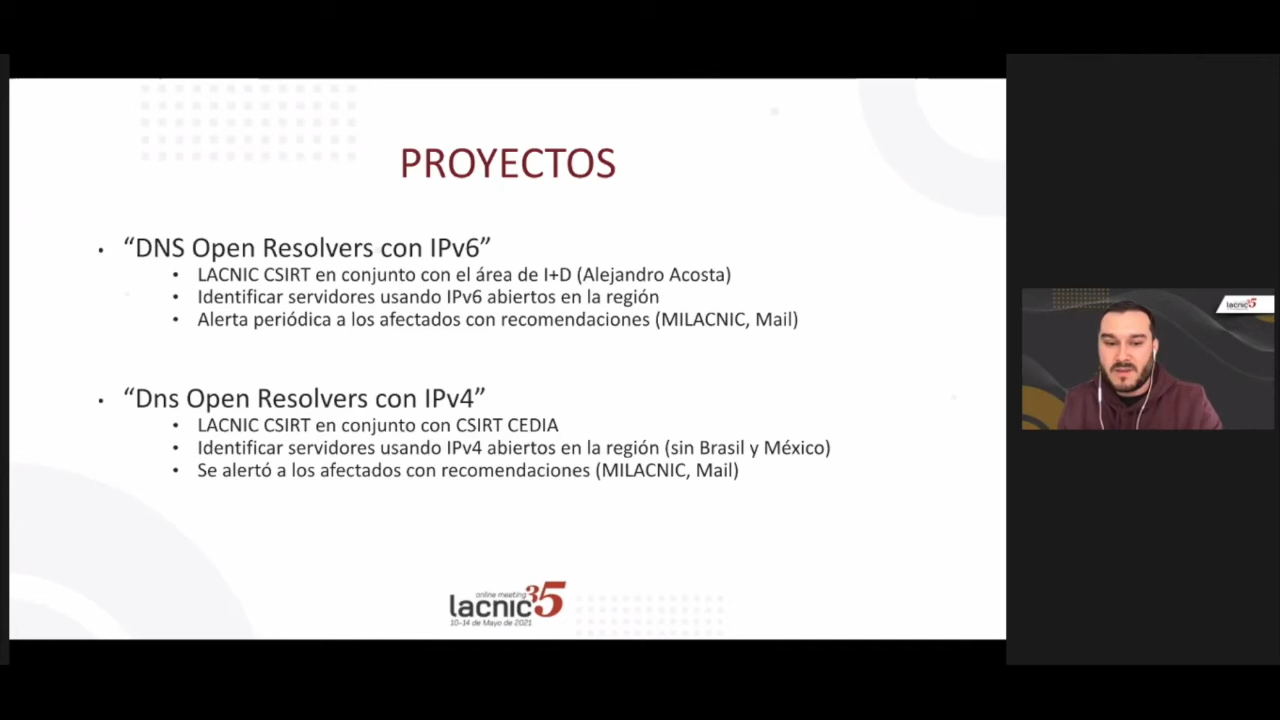 PROYECTOS
• “DNS Open Resolvers con IPv6”
• LACNIC CSIRT en conjunto con el área de I+D (Alejandro Acosta)
• Identificar servidores usando IPv6 abiertos en la región
• Alerta periódica a los afectados con recomendaciones (MILACNIC, Mail)
• “Dns Open Resolvers con IPv4”
• LACNIC CSIRT en conjunto con CSIRT CEDIA
• Identificar servidores usando IPv4 abiertos en la región (sin Brasil y México)
• Se alertó a los afectados con recomendaciones (MILACNIC, Mail)
online meeting
lacnic35
10-14 de Mayo de 2021
lacnic35